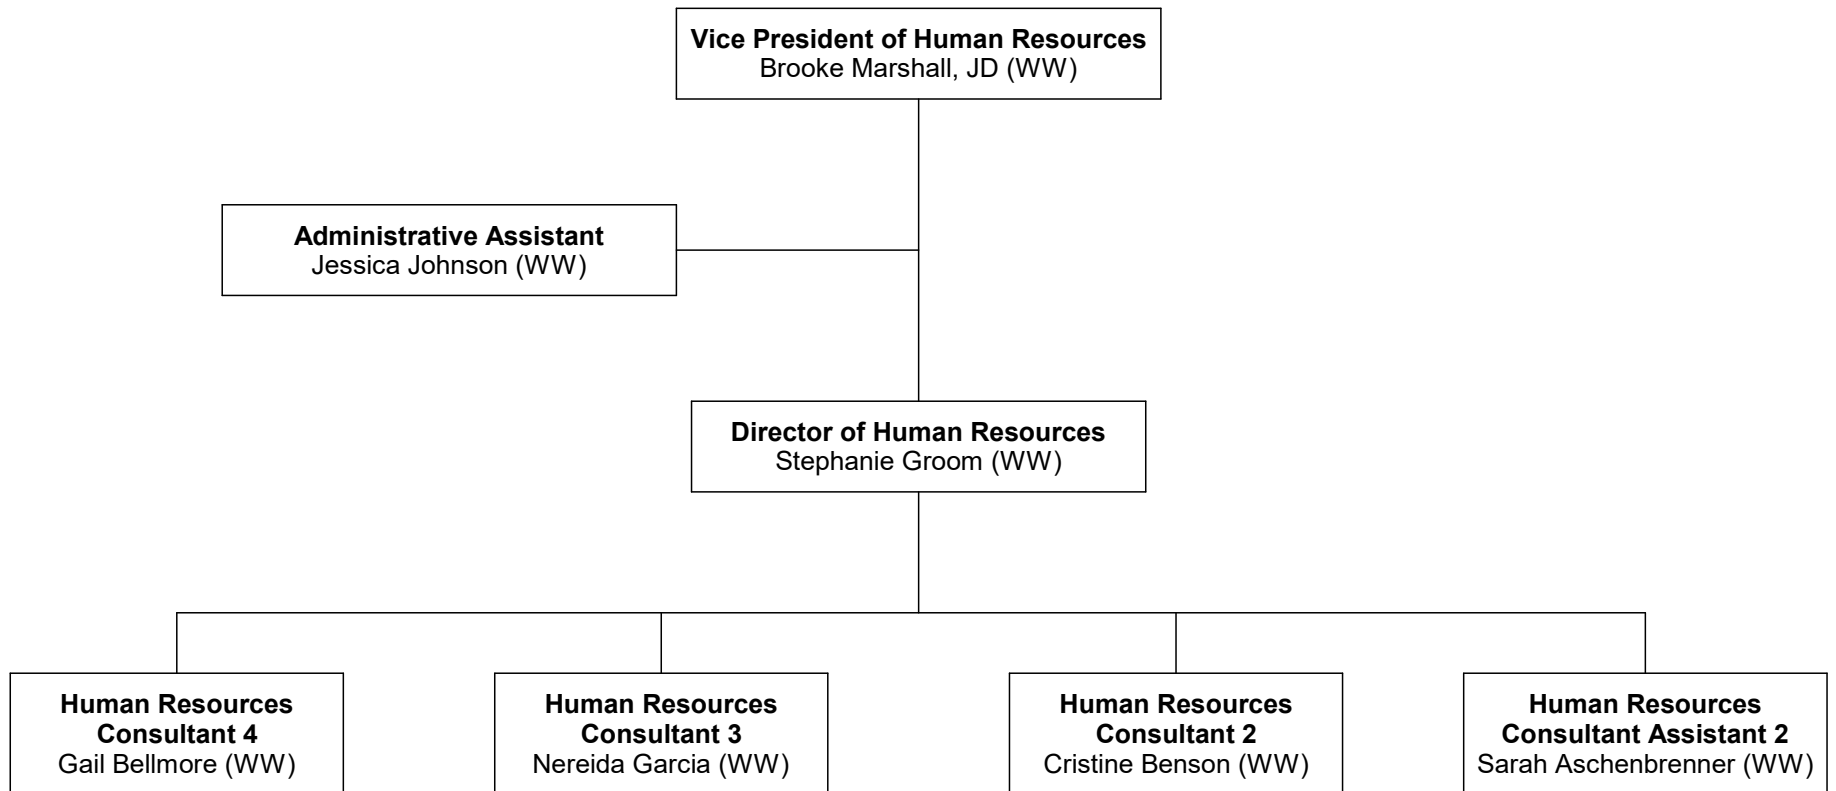 Vice President of Human Resources
Brooke Marshall, JD (WW)
Administrative Assistant
Jessica Johnson (WW)
Director of Human Resources
Stephanie Groom (WW)
Human Resources
Consultant 4
Gail Bellmore (WW)
Human Resources
Consultant 3
Nereida Garcia (WW)
Human Resources
Consultant 2
Cristine Benson (WW)
Human Resources
Consultant Assistant 2
Sarah Aschenbrenner (WW)